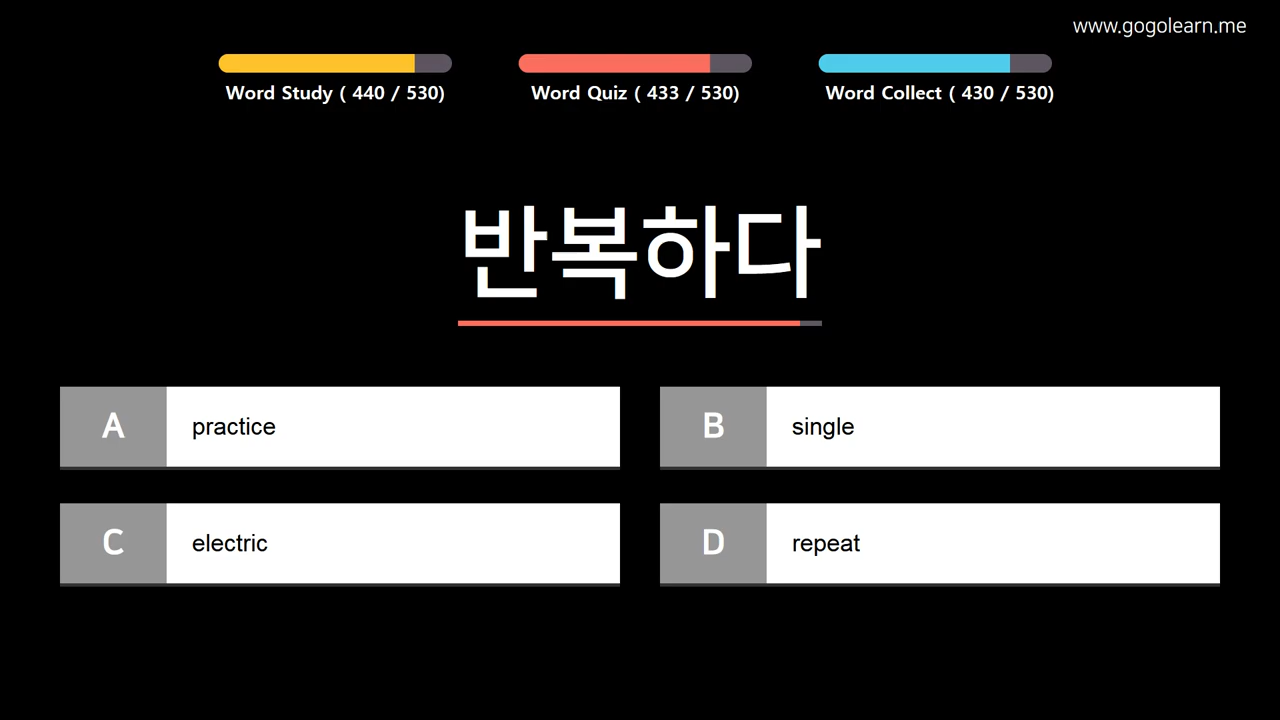 www.gogolearn.me
Word Study ( 440 / 530)
Word Quiz ( 433 / 530)
Word Collect ( 430 / 530)
반복하다
A practice
B single
C electric
D repeat